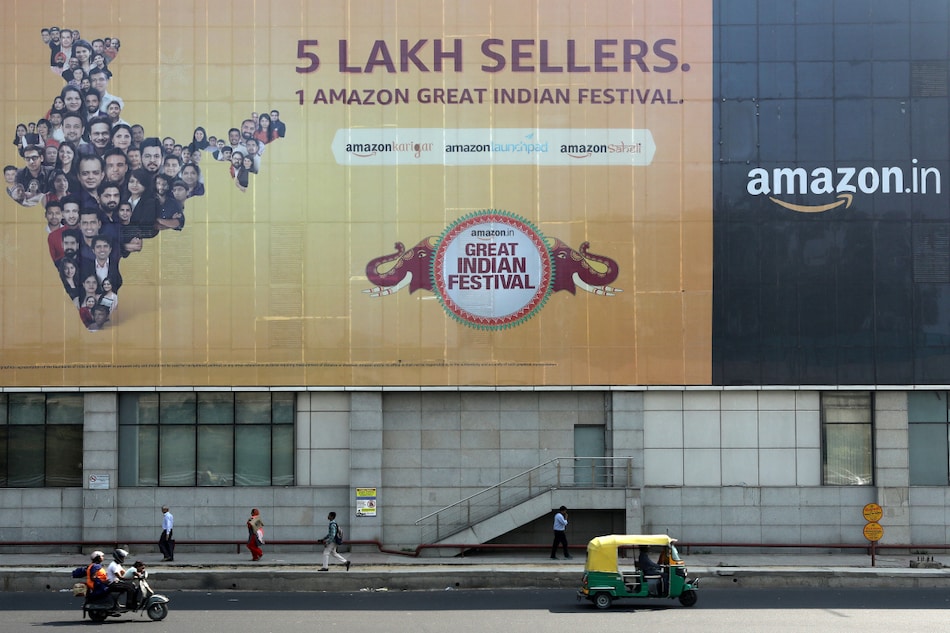 5 LAKH SELLERS.
1 AMAZON GREAT INDIAN FESTIVAL.
amazonkarigar amazonlaunchpad amazonSaheli
amazon.in
GREAT
INDIAN
FESTIVAL
amazon.in